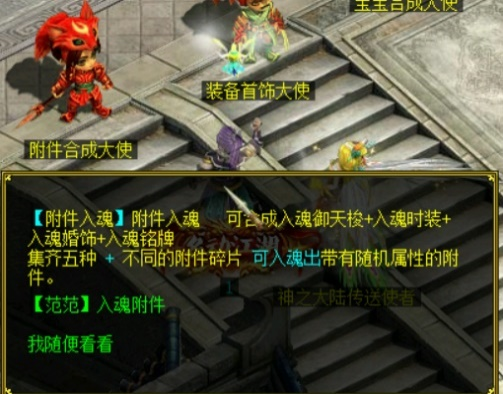 宝宝合成大使
装备首饰大使
附件合成大使
【附件入魂】附件入魂 可合成入魂御天梭+入魂时装+
入魂婚饰+入魂铭牌
集齐五种 + 不同的附件碎片 可入魂出带有随机属性的附
件。
神之大陆传送使者
【范范】入魂附件
我随便看看